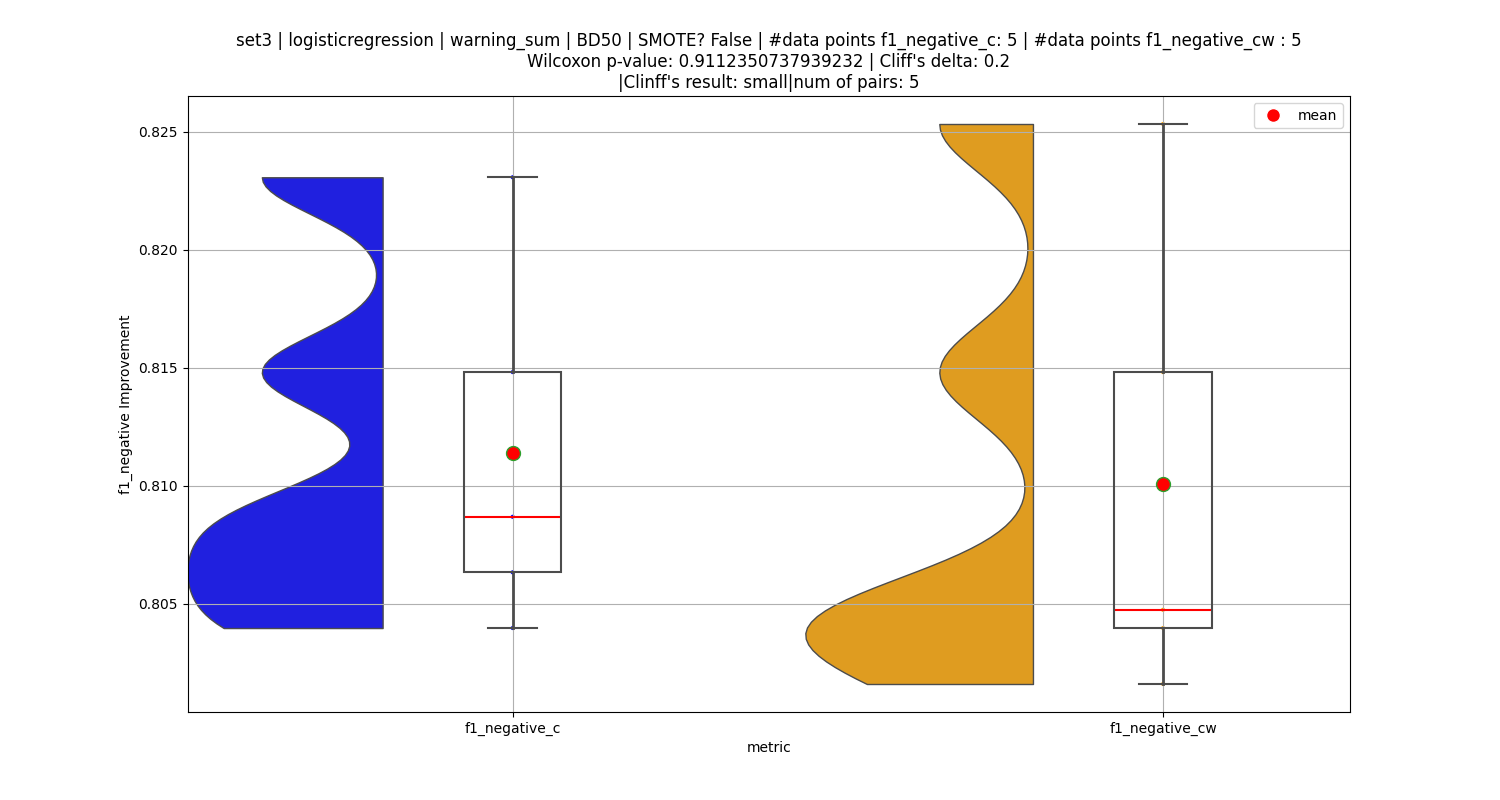 set3 | logisticregression | warning_sum | BD50 | SMOTE? False | #data points f1_negative_c: 5 | #data points f1_negative_cw : 5
Wilcoxon p-value: 0.9112350737939232 | Cliff's delta: 0.2
|Clinff's result: small|num of pairs: 5
mean
0.825
0.820
0.815
0.810
0.805
f1_negative Improvement
f1_negative_c
f1_negative_cw
metric